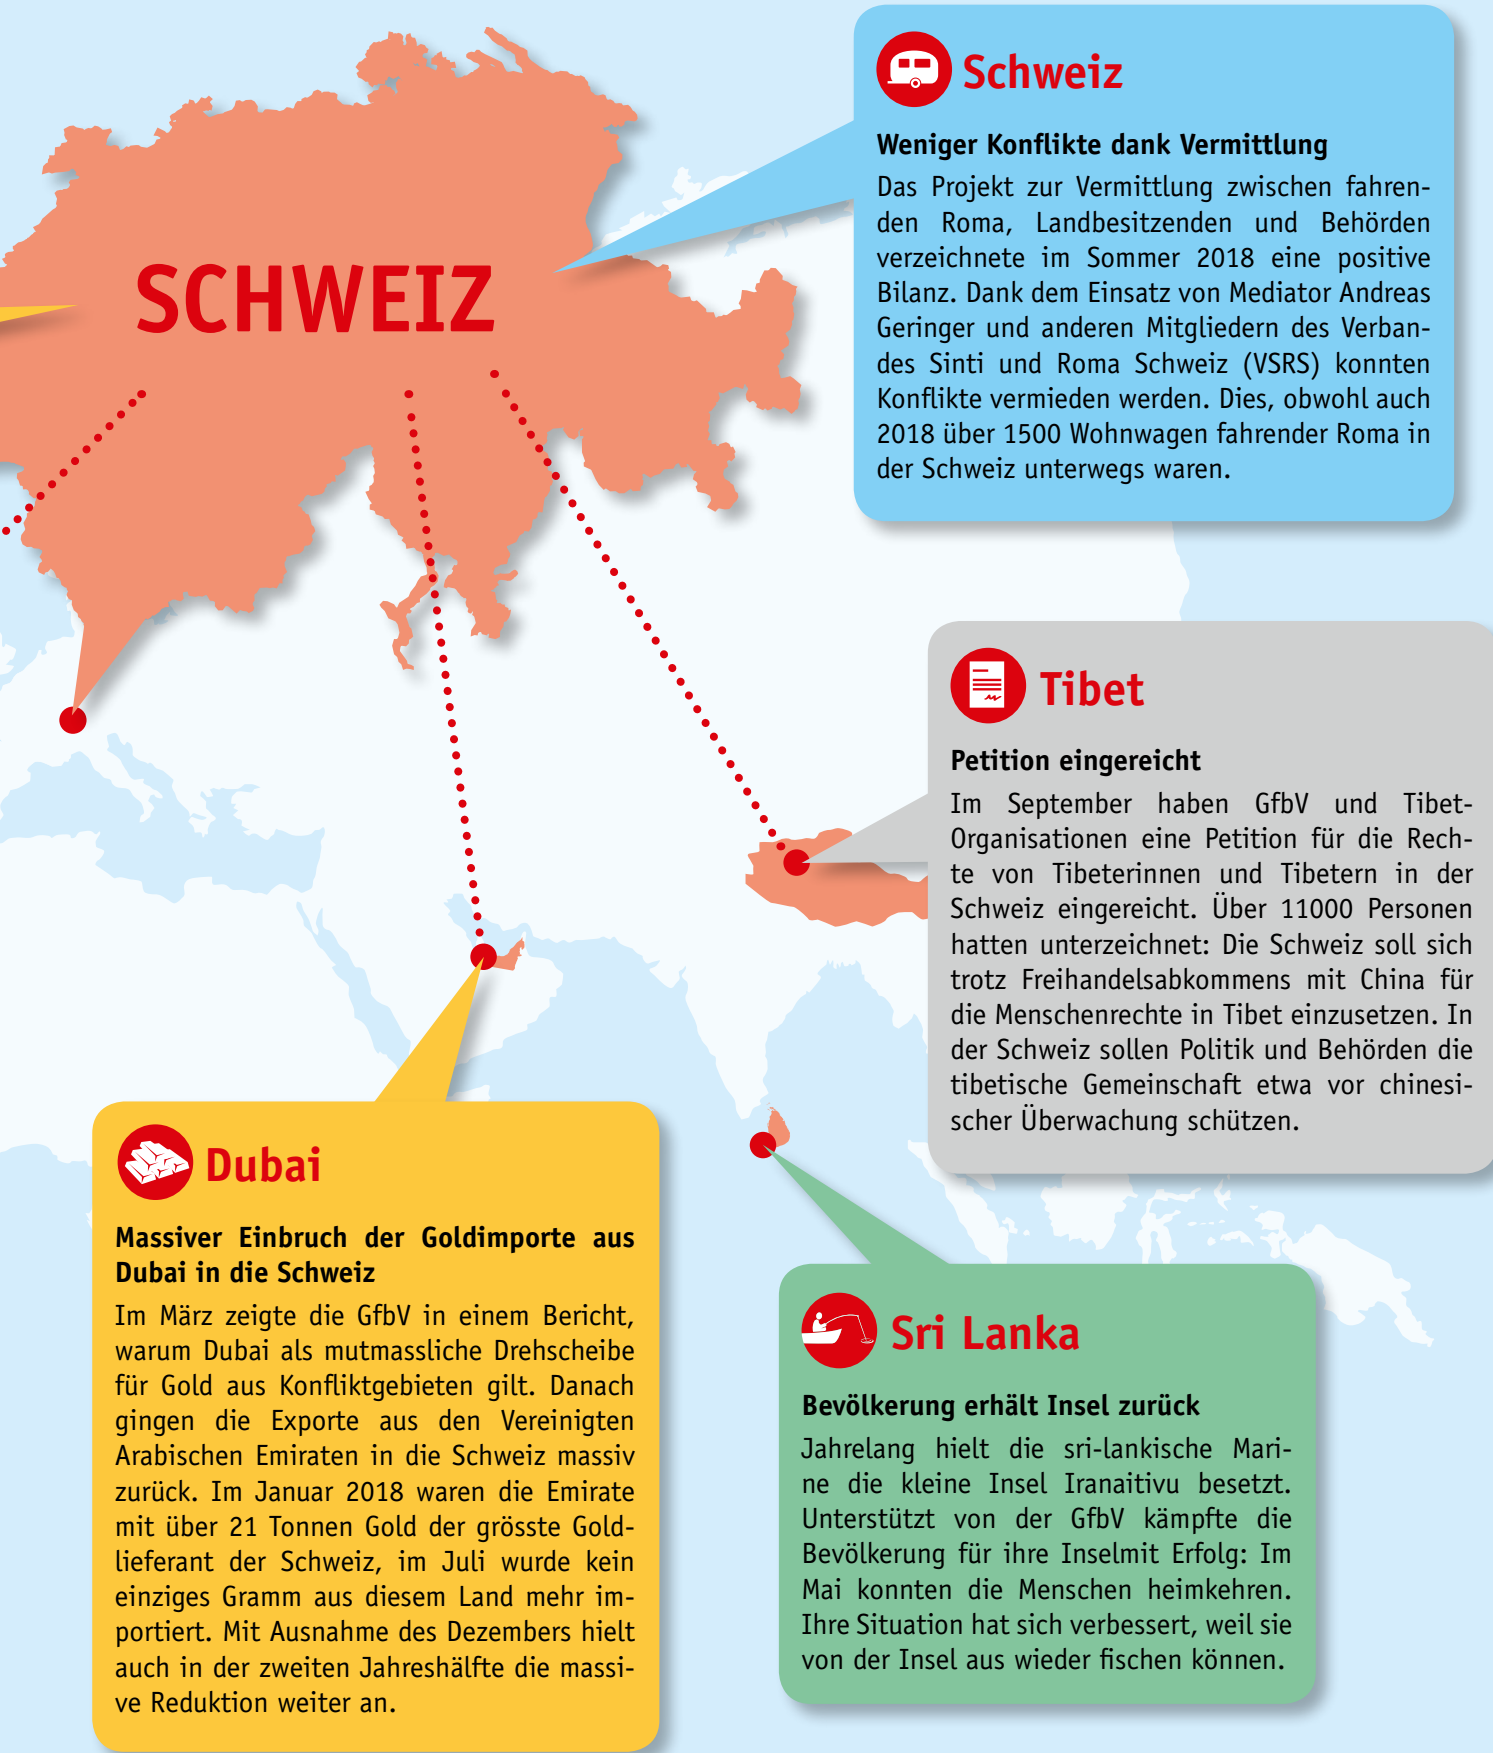 SCHWEIZ
Schweiz
Weniger Konflikte dank Vermittlung
Das Projekt zur Vermittlung zwischen fahren-
den Roma, Landbesitzenden und Behörden
verzeichnete im Sommer 2018 eine positive
Bilanz. Dank dem Einsatz von Mediator Andreas
Geringer und anderen Mitgliedern des Verban-
des Sinti und Roma Schweiz (VSRS) konnten
Konflikte vermieden werden. Dies, obwohl auch
2018 über 1500 Wohnwagen fahrender Roma in
der Schweiz unterwegs waren.
Tibet
Petition eingereicht
Im September haben GfbV und Tibet-
Organisationen eine Petition für die Rech-
te von Tibeterinnen und Tibetern in der
Schweiz eingereicht. Über 11000 Personen
hatten unterzeichnet: Die Schweiz soll sich
trotz Freihandelsabkommens mit China für
die Menschenrechte in Tibet einzusetzen. In
der Schweiz sollen Politik und Behörden die
tibetische Gemeinschaft etwa vor chinesi-
scher Überwachung schützen.
Dubai
Massiver Einbruch der Goldimporte aus
Dubai in die Schweiz
Im März zeigte die GfbV in einem Bericht,
warum Dubai als mutmassliche Drehscheibe
für Gold aus Konfliktgebieten gilt. Danach
gingen die Exporte aus den Vereinigten
Arabischen Emiraten in die Schweiz massiv
zurück. Im Januar 2018 waren die Emirate
mit über 21 Tonnen Gold der grösste Gold-
lieferant der Schweiz, im Juli wurde kein
einziges Gramm aus diesem Land mehr im-
portiert. Mit Ausnahme des Dezembers hielt
auch in der zweiten Jahreshälfte die massi-
ve Reduktion weiter an.
Sri Lanka
Bevölkerung erhält Insel zurück
Jahrelang hielt die sri-lankische Mari-
ne die kleine Insel Iranaitivu besetzt.
Unterstützt von der GfbV kämpfte die
Bevölkerung für ihre Inselmit Erfolg: Im
Mai konnten die Menschen heimkehren.
Ihre Situation hat sich verbessert, weil sie
von der Insel aus wieder fischen können.